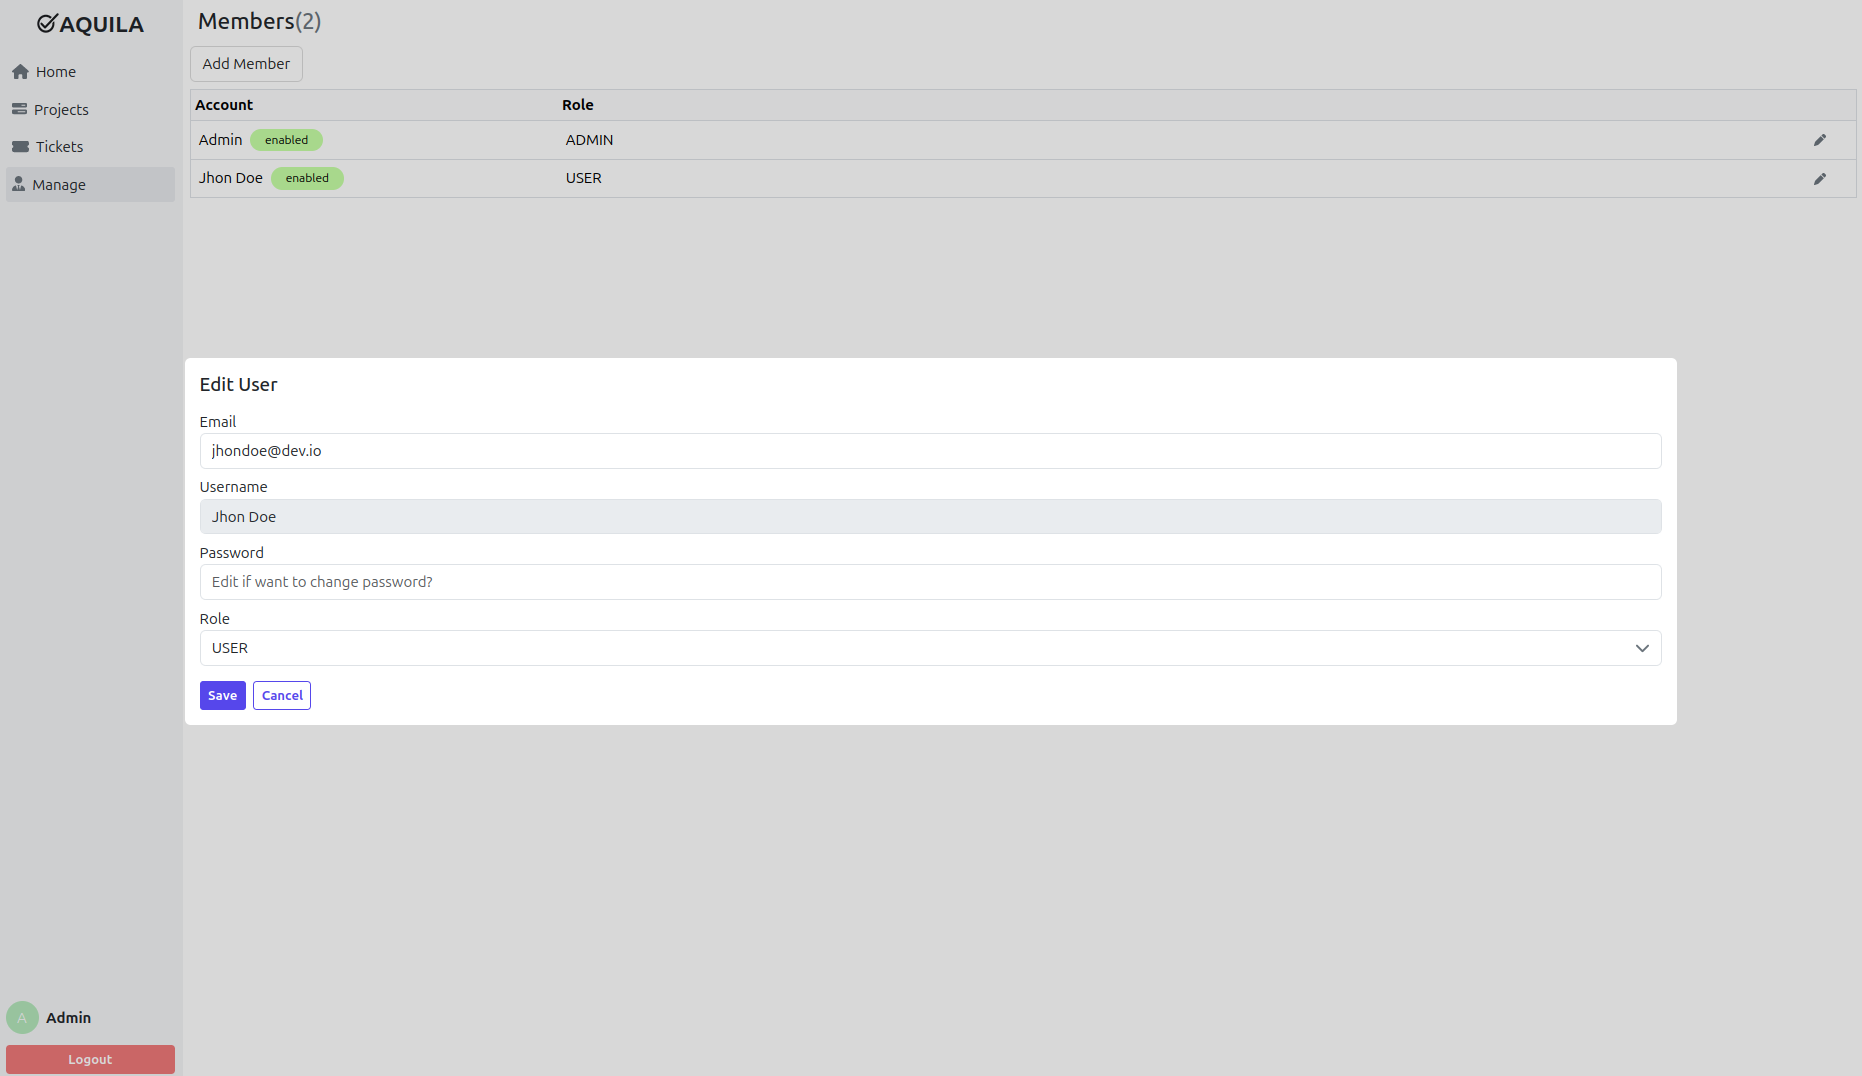 AQUILA
Home
Projects
Tickets
Manage
Members(2)
Add Member
Account Role
Admin enabled ADMIN
Jhon Doe enabled USER
Edit User
Email
jhondoe@dev.io
Username
Jhon Doe
Password
Edit if want to change password?
Role
USER
Save Cancel
A Admin
Logout